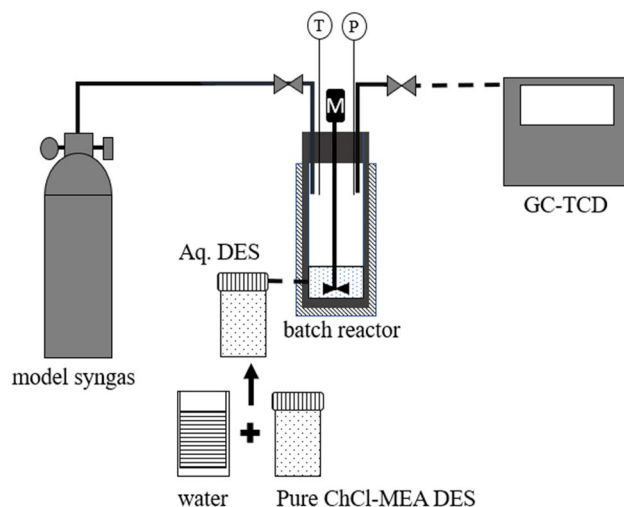 T
P
M
GC-TCD
Aq. DES
batch reactor
model syngas
water
Pure ChCl-MEA DES